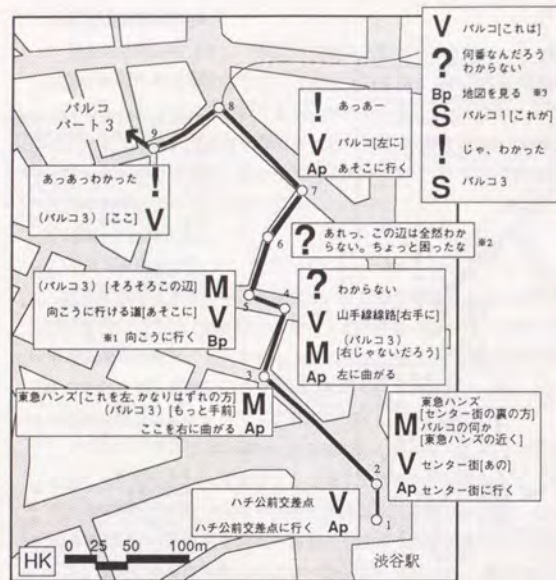 V パルコ[これは]
? 何番なんだろう
わからない
Bp 地図を見る ※3
S パルコ1[これが]
! じゃ、わかった
S パルコ3
パルコ
パート3
9
8
! あっあー
V パルコ[左に]
Ap あそこに行く
7
あっあっわかった !
(パルコ3) [ここ] V
6
? あれっ、この辺は全然わか
らない。ちょっと困ったな
※2
(パルコ3) [そろそろこの辺] M
向こうに行ける道[あそこに] V
※1 向こうに行く Bp
5
4
? わからない
V 山手線線路[右手に]
(パルコ3)
M [右じゃないだろう]
Ap 左に曲がる
3
東急ハンズ[これを左、かなりはずれの方]
(パルコ3) [もっと手前] M
ここを右に曲がる Ap
東急ハンズ
[センター街の裏の方]
M パルコの何か
[東急ハンズの近く]
V センター街[あの]
Ap センター街に行く
2
ハチ公前交差点 V
ハチ公前交差点に行く Ap
1
HK
0 25 50 100m
渋谷駅